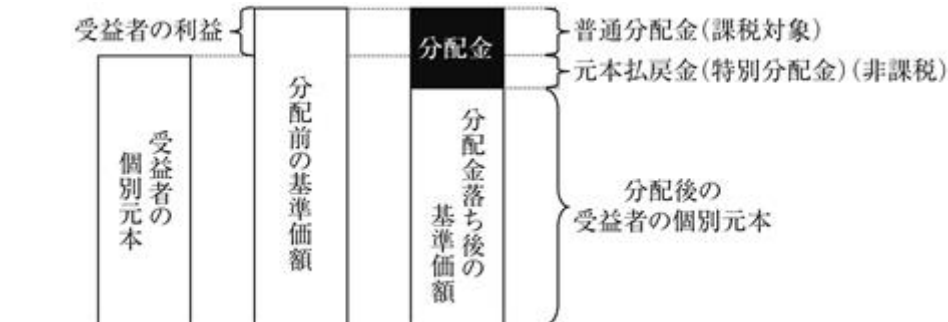 受益者の利益
分配金
普通分配金(課税対象)
元本払戻金(特別分配金)(非課税)
受益者の
個別元本
分配前の基準価額
分配金落ち後の
基準価額
分配後の
受益者の個別元本